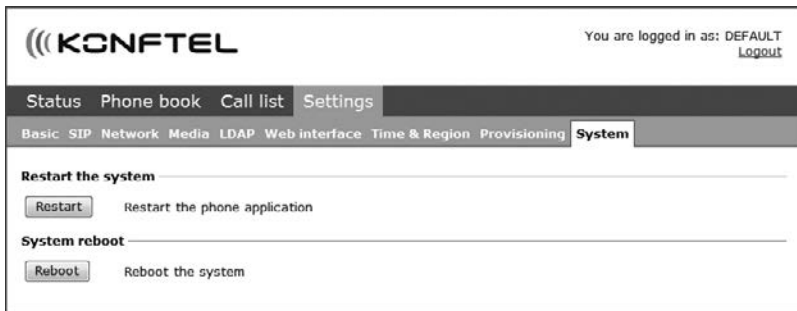 KONFTEL
You are logged in as: DEFAULT
Logout
Status Phone book Call list Settings
Basic SIP Network Media LDAP Web interface Time & Region Provisioning System
Restart the system
Restart Restart the phone application
System reboot
Reboot Reboot the system